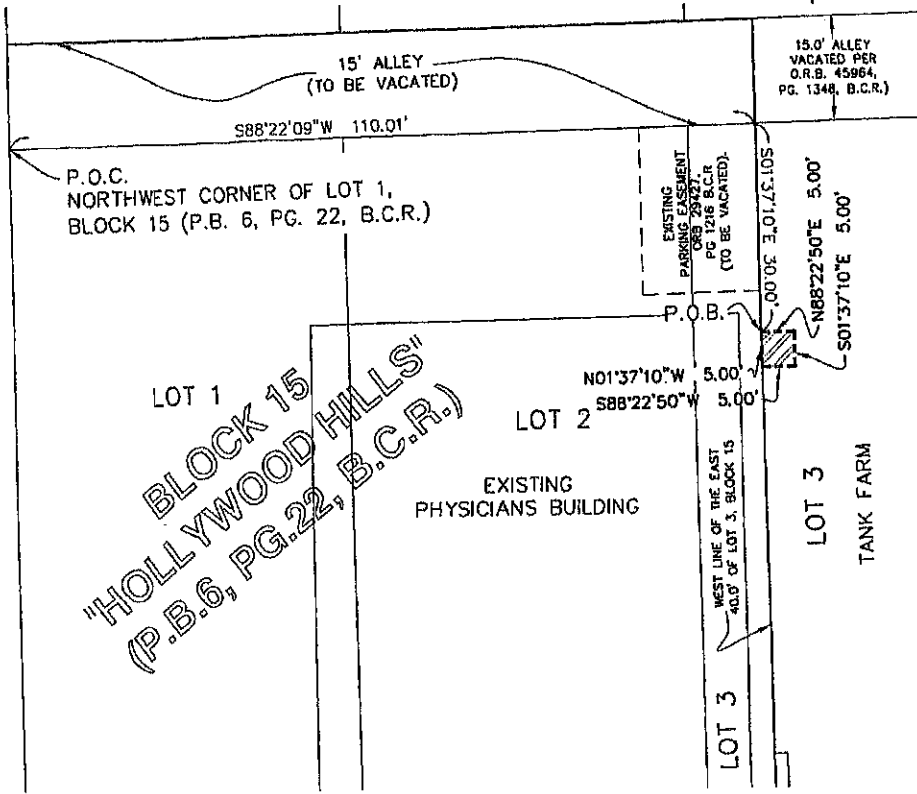 15' ALLEY
(TO BE VACATED)
15.0' ALLEY
VACATED PER
O.R.B. 45964,
PG. 1348, B.C.R.)
S88°22'09"W 110.01'
P.O.C.
NORTHWEST CORNER OF LOT 1,
BLOCK 15 (P.B. 6, PG. 22, B.C.R.)
EXISTING
PARKING EASEMENT
ORB 29427,
PG 1216 B.C.R
(TO BE VACATED).
S01°37'10"E 30.00'
N88°22'50"E 5.00'
S01°37'10"E 5.00'
P.O.B.
N01°37'10"W 5.00'
S88°22'50"W 5.00'
LOT 1
BLOCK 15
"HOLLYWOOD HILLS"
(P.B.6, PG.22, B.C.R.)
LOT 2
EXISTING
PHYSICIANS BUILDING
WEST LINE OF THE EAST
40.0' OF LOT 3, BLOCK 15
LOT 3
TANK FARM
LOT 3